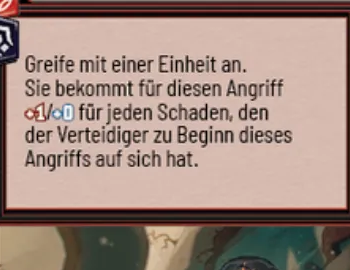 Greife mit einer Einheit an.
Sie bekommt für diesen Angriff
+1/+0 für jeden Schaden, den
der Verteidiger zu Beginn dieses
Angriffs auf sich hat.